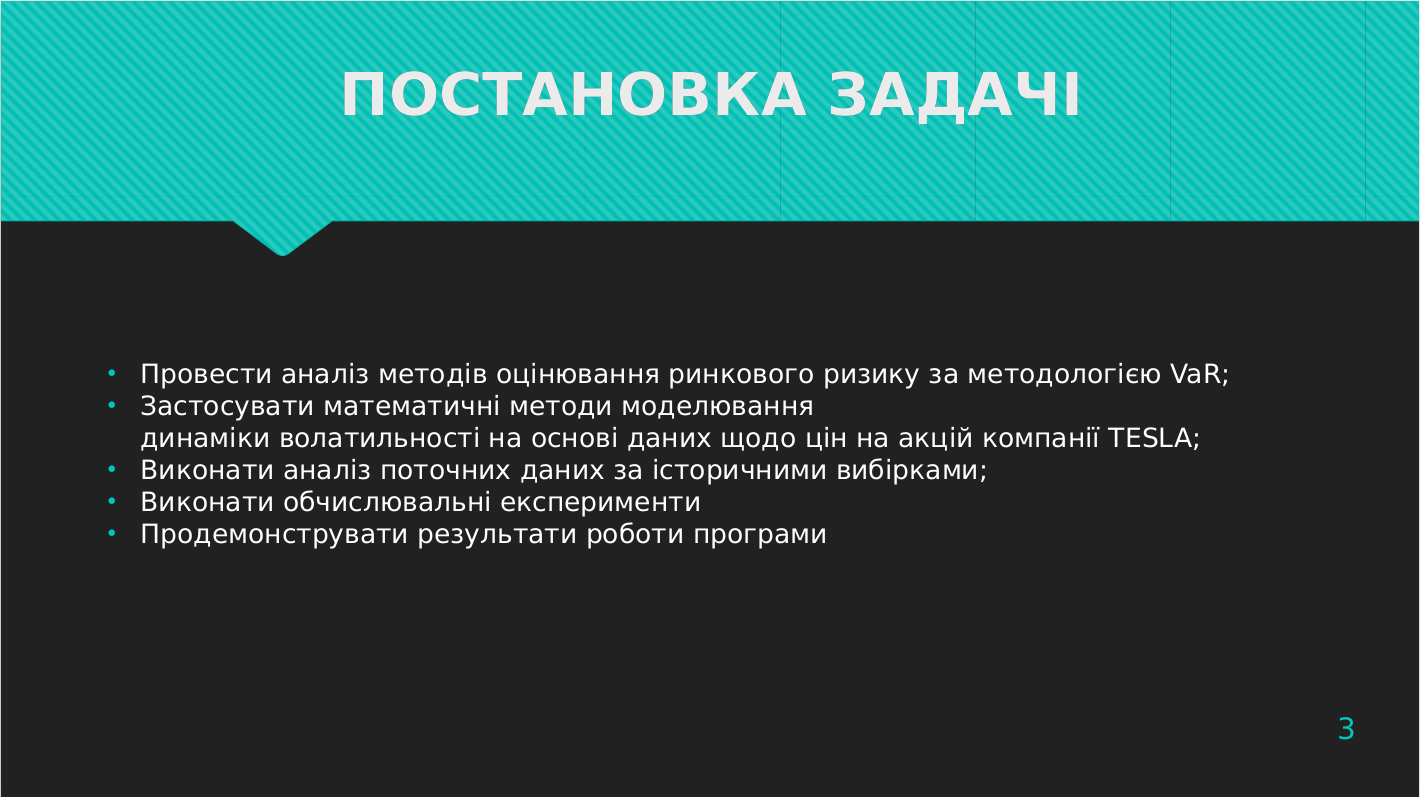 ПОСТАНОВКА ЗАДАЧІ
• Провести аналіз методів оцінювання ринкового ризику за методологією VaR;
• Застосувати математичні методи моделювання
динаміки волатильності на основі даних щодо цін на акцій компанії TESLA;
• Виконати аналіз поточних даних за історичними вибірками;
• Виконати обчислювальні експерименти
• Продемонструвати результати роботи програми
3